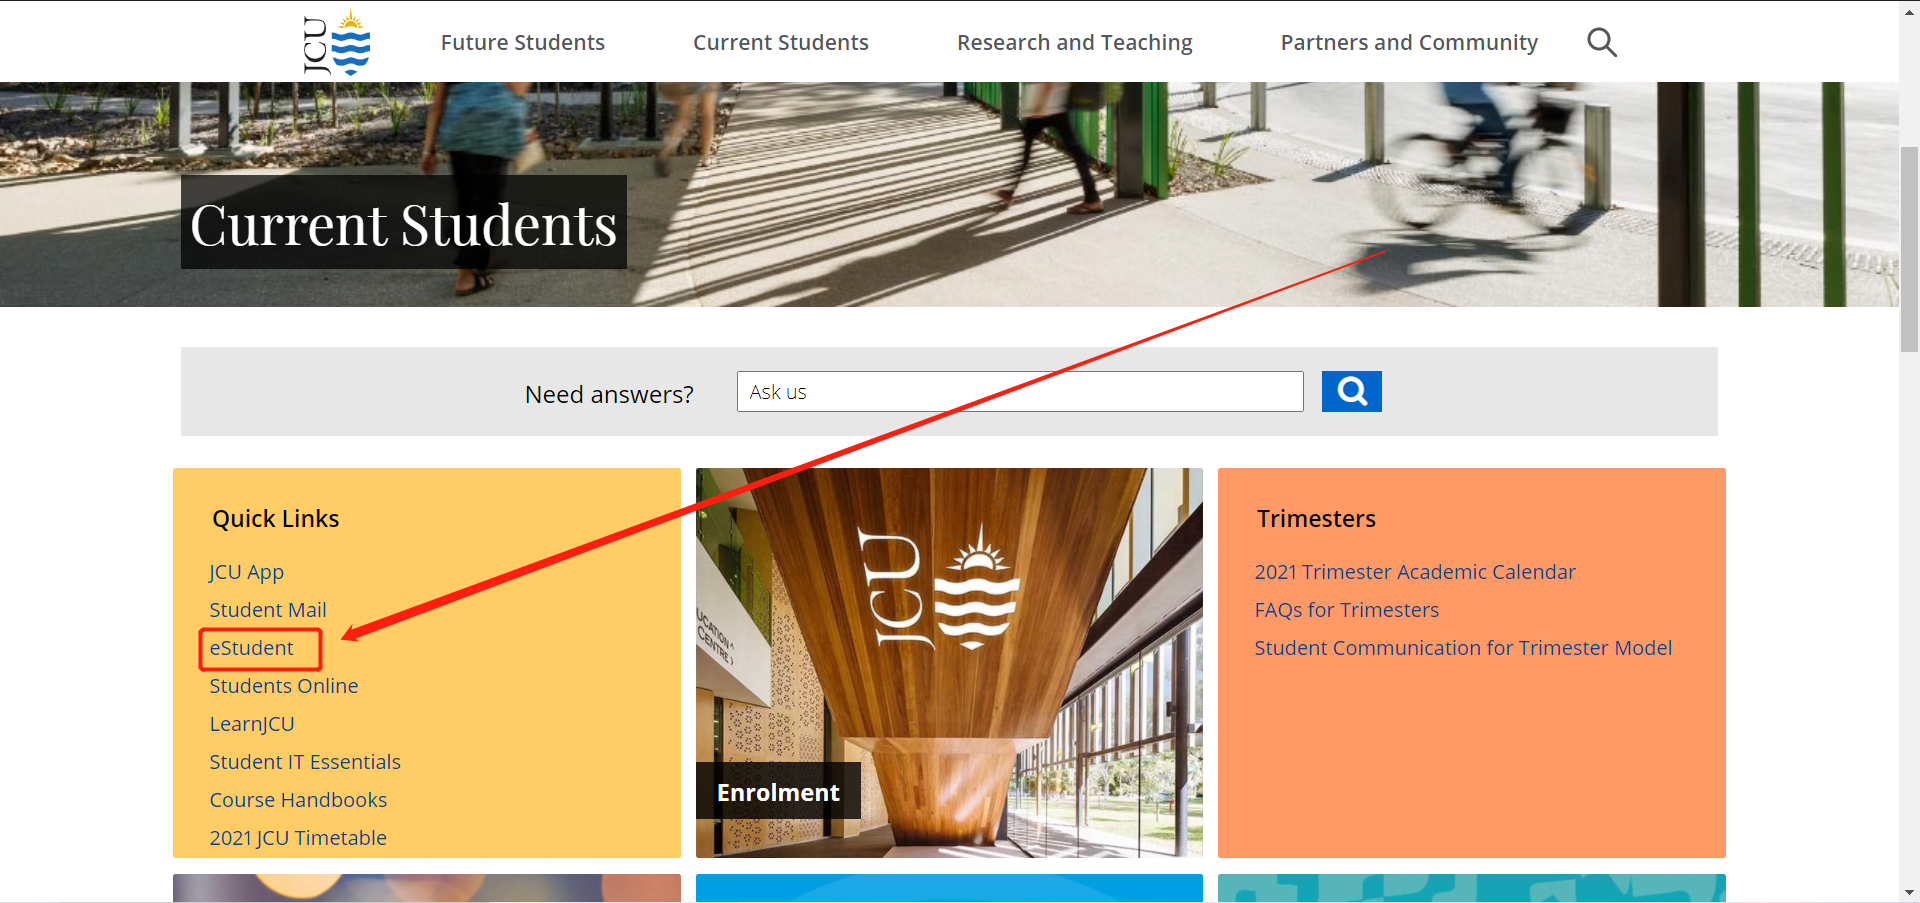 JCU
Future Students
Current Students
Research and Teaching
Partners and Community
Current Students
Need answers?
Ask us
Quick Links
JCU App
Student Mail
eStudent
Students Online
LearnJCU
Student IT Essentials
Course Handbooks
2021 JCU Timetable
JCU
UCATION
CENTRE
Enrolment
Trimesters
2021 Trimester Academic Calendar
FAQs for Trimesters
Student Communication for Trimester Model